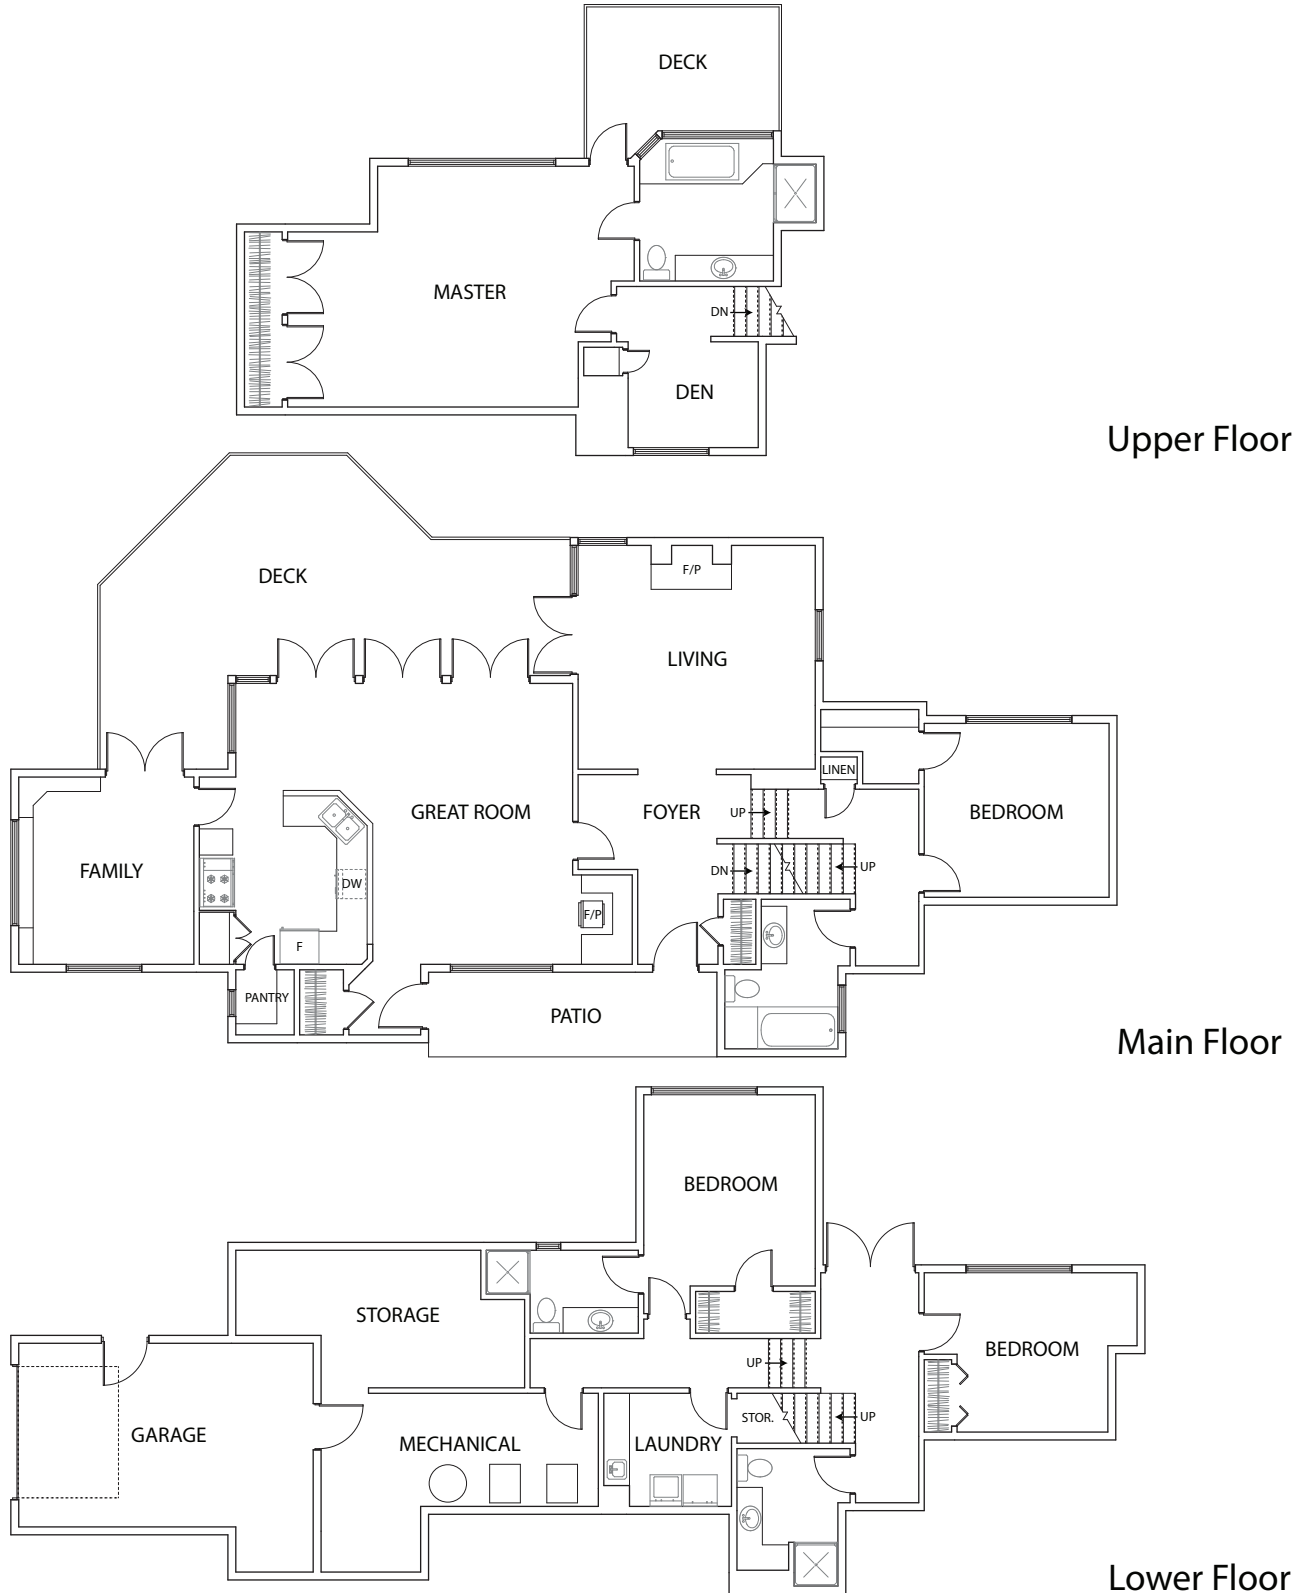 DECK
MASTER
DN
DEN
Upper Floor
DECK
F/P
LIVING
LINEN
GREAT ROOM
FOYER
UP
BEDROOM
FAMILY
DW
DN
UP
F/P
F
PANTRY
PATIO
Main Floor
BEDROOM
STORAGE
UP
BEDROOM
STOR.
UP
GARAGE
MECHANICAL
LAUNDRY
Lower Floor